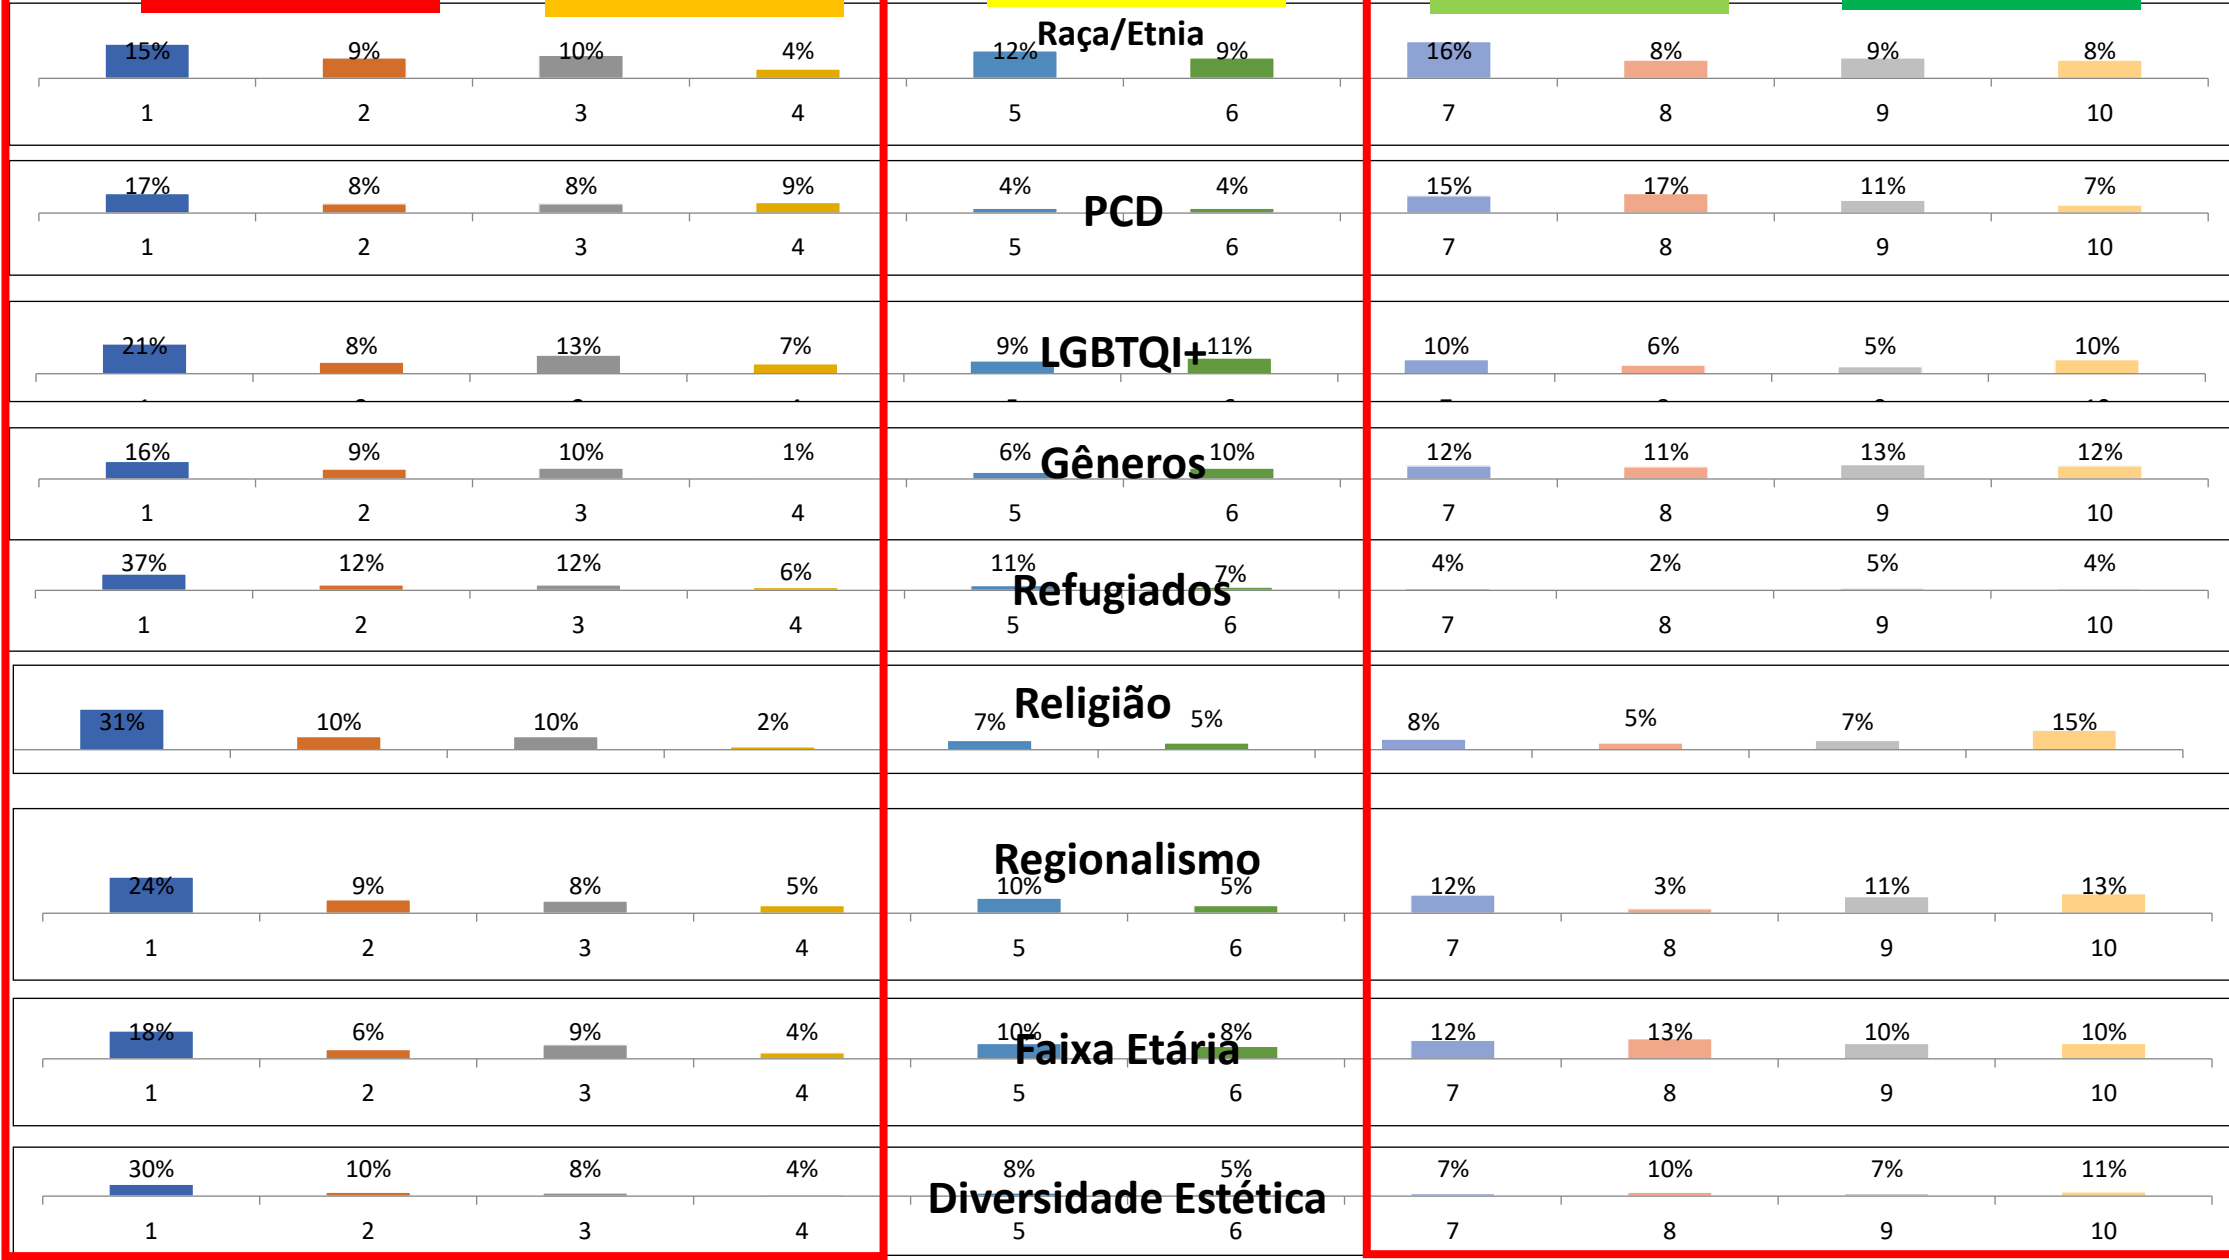 Raça/Etnia
15% 9% 10% 4% 12% 9% 16% 8% 9% 8%
1 2 3 4 5 6 7 8 9 10
17% 8% 8% 9% 4% 4% 15% 17% 11% 7%
PCD
1 2 3 4 5 6 7 8 9 10
21% 8% 13% 7% 9% LGBTQI+ 11% 10% 6% 5% 10%
16% 9% 10% 1% 6% Gêneros 10% 12% 11% 13% 12%
1 2 3 4 5 6 7 8 9 10
37% 12% 12% 6% 11% 7% 4% 2% 5% 4%
Refugiados
1 2 3 4 5 6 7 8 9 10
Religião
31% 10% 10% 2% 7% 5% 8% 5% 7% 15%
Regionalismo
24% 9% 8% 5% 10% 5% 12% 3% 11% 13%
1 2 3 4 5 6 7 8 9 10
18% 6% 9% 4% 10% 8% 12% 13% 10% 10%
Faixa Etária
1 2 3 4 5 6 7 8 9 10
30% 10% 8% 4% 8% 5% 7% 10% 7% 11%
Diversidade Estética
1 2 3 4 5 6 7 8 9 10